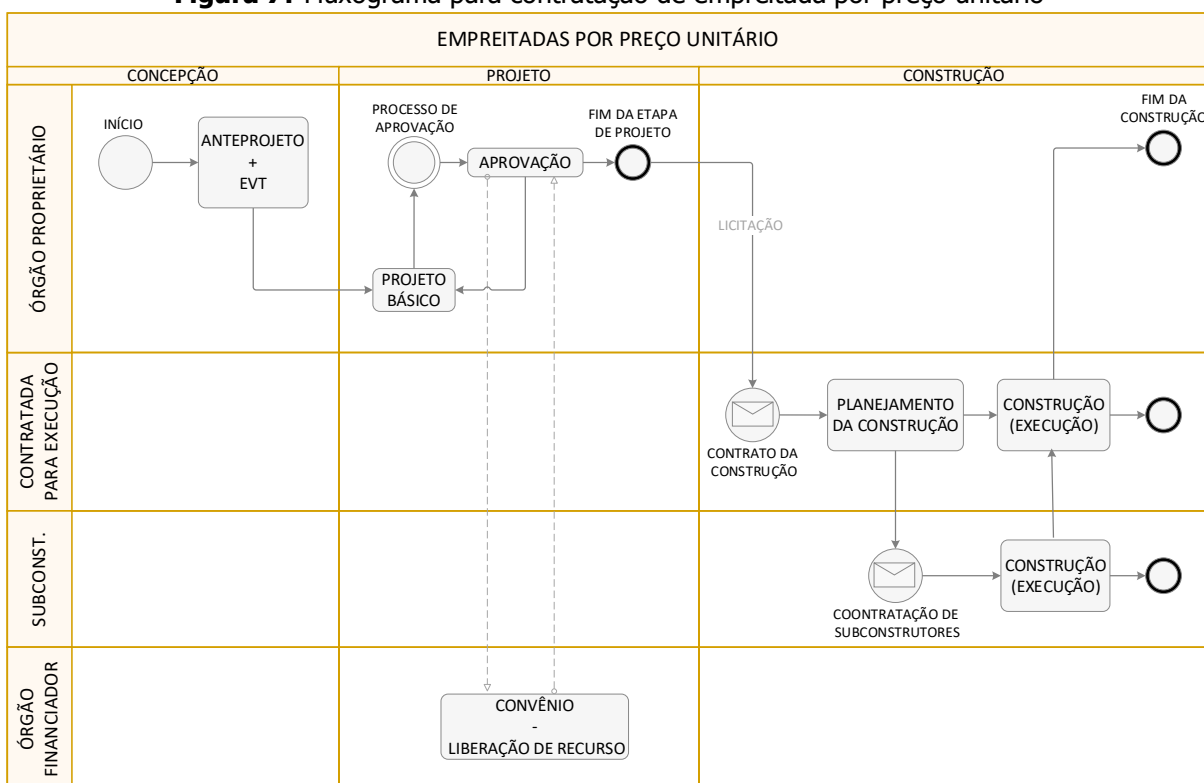 Figura 7. Fluxograma para contratação de empreitada por preço unitário
EMPREITADAS POR PREÇO UNITÁRIO
CONCEPÇÃO
PROJETO
CONSTRUÇÃO
ÓRGÃO PROPRIETÁRIO
INÍCIO
ANTEPROJETO
+
EVT
PROCESSO DE
APROVAÇÃO
APROVAÇÃO
FIM DA ETAPA
DE PROJETO
PROJETO
BÁSICO
LICITAÇÃO
FIM DA
CONSTRUÇÃO
CONTRATADA
PARA EXECUÇÃO
CONTRATO DA
CONSTRUÇÃO
PLANEJAMENTO
DA CONSTRUÇÃO
CONSTRUÇÃO
(EXECUÇÃO)
SUBCONST.
COONTRATAÇÃO DE
SUBCONSTRUTORES
CONSTRUÇÃO
(EXECUÇÃO)
ÓRGÃO
FINANCIADOR
CONVÊNIO
-
LIBERAÇÃO DE RECURSO